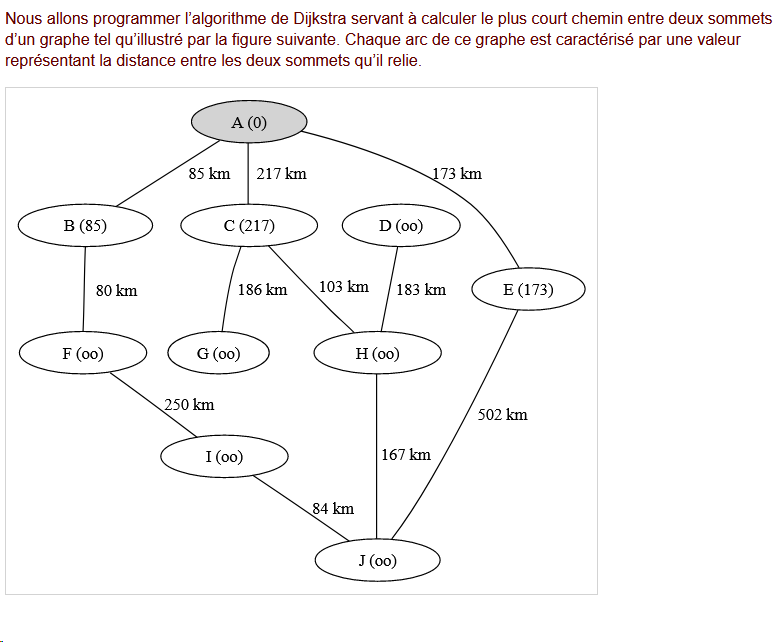 Nous allons programmer l’algorithme de Dijkstra servant à calculer le plus court chemin entre deux sommets
d’un graphe tel qu’illustré par la figure suivante. Chaque arc de ce graphe est caractérisé par une valeur
représentant la distance entre les deux sommets qu’il relie.
A (0)
85 km
217 km
173 km
B (85)
C (217)
D (oo)
E (173)
80 km
186 km
103 km
183 km
F (oo)
G (oo)
H (oo)
250 km
502 km
I (oo)
167 km
84 km
J (oo)